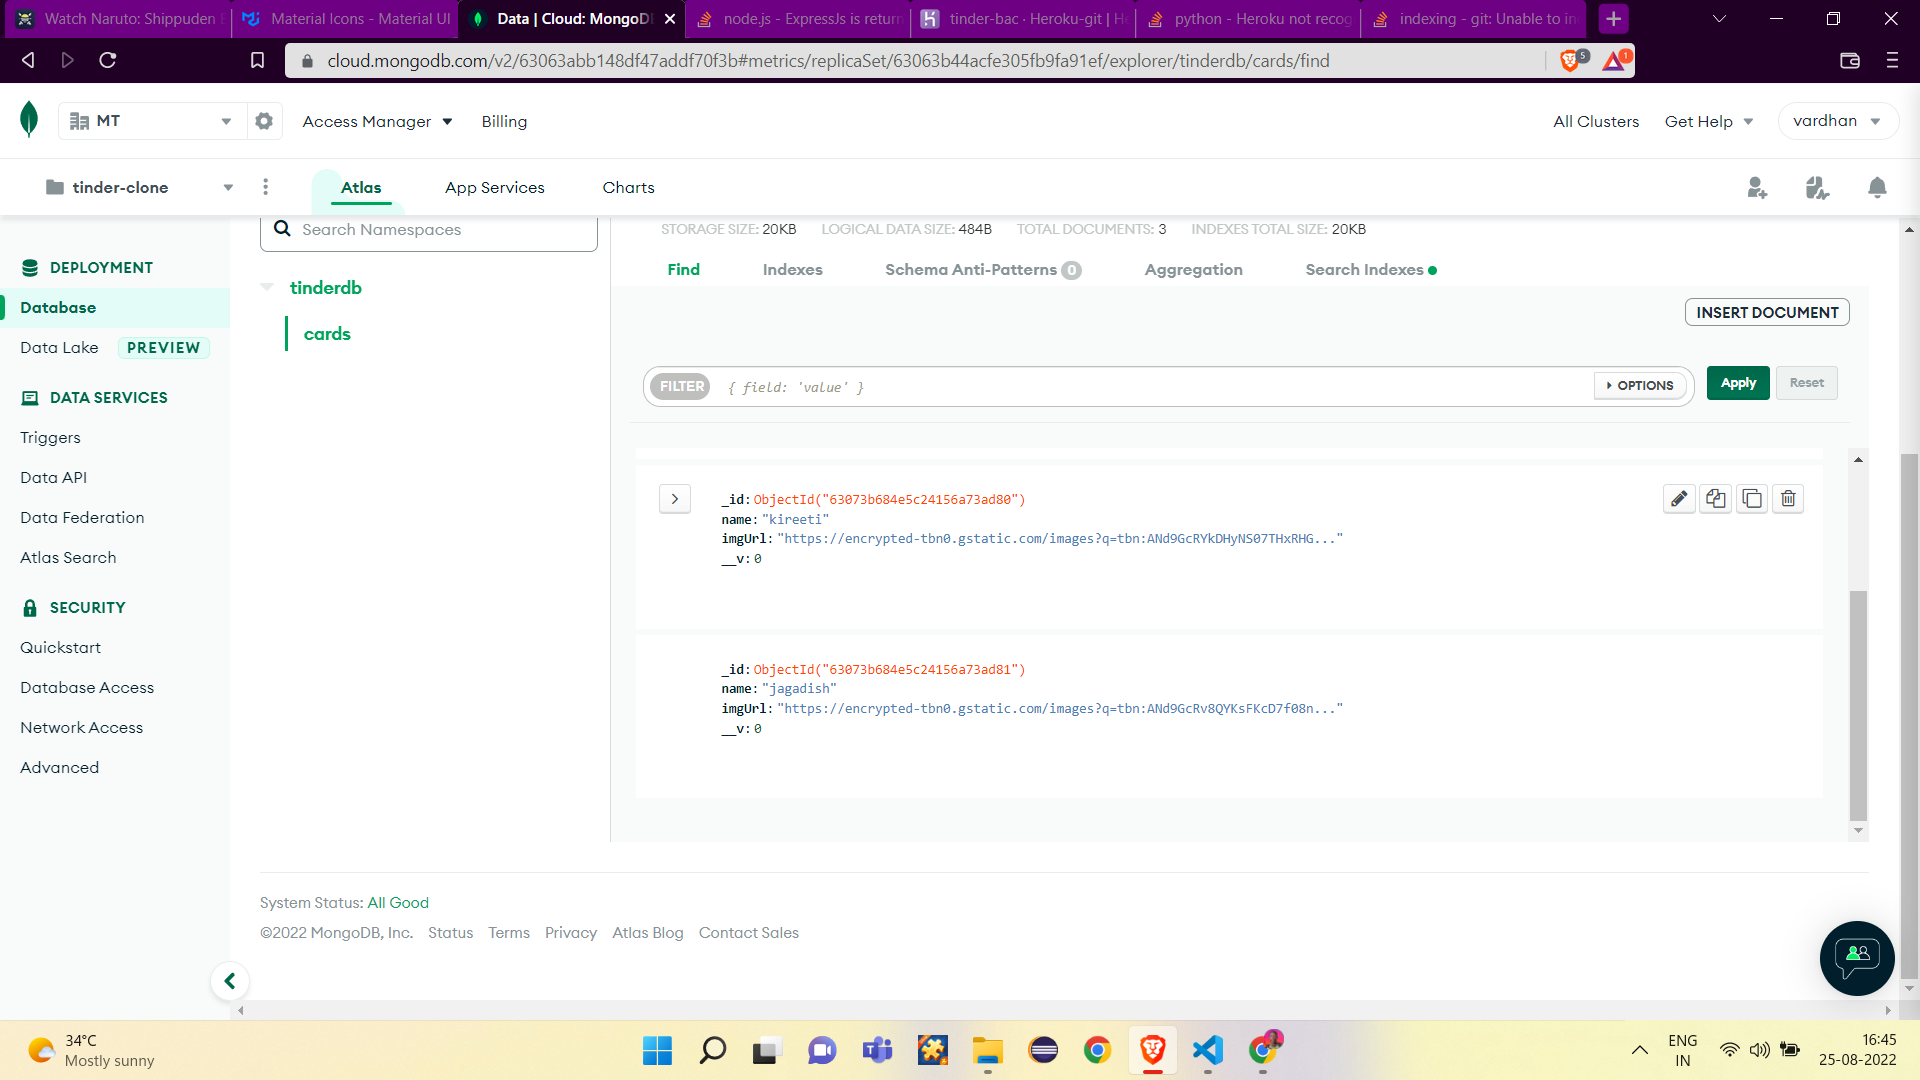 Watch Naruto: Shippuden
Material Icons - Material UI
Data | Cloud: MongoD
node.js - ExpressJs is return
tinder-bac · Heroku-git | He
python - Heroku not recog
indexing - git: Unable to in
cloud.mongodb.com/v2/63063abb148df47addf70f3b#metrics/replicaSet/63063b44acfe305fb9fa91ef/explorer/tinderdb/cards/find
5
1
MT
Access Manager
Billing
All Clusters
Get Help
vardhan
tinder-clone
Atlas
App Services
Charts
DEPLOYMENT
Database
Data Lake PREVIEW
DATA SERVICES
Triggers
Data API
Data Federation
Atlas Search
SECURITY
Quickstart
Database Access
Network Access
Advanced
Search Namespaces
tinderdb
cards
STORAGE SIZE: 20KB LOGICAL DATA SIZE: 484B TOTAL DOCUMENTS: 3 INDEXES TOTAL SIZE: 20KB
Find Indexes Schema Anti-Patterns 0 Aggregation Search Indexes
INSERT DOCUMENT
FILTER { field: 'value' } OPTIONS Apply Reset
_id: ObjectId("63073b684e5c24156a73ad80")
name: "kireeti"
imgUrl: "https://encrypted-tbn0.gstatic.com/images?q=tbn:ANd9GcRYkDHyNS07THxRHG..."
__v: 0
_id: ObjectId("63073b684e5c24156a73ad81")
name: "jagadish"
imgUrl: "https://encrypted-tbn0.gstatic.com/images?q=tbn:ANd9GcRv8QYKsFKcD7f08n..."
__v: 0
System Status: All Good
©2022 MongoDB, Inc. Status Terms Privacy Atlas Blog Contact Sales
34°C
Mostly sunny
ENG
IN
16:45
25-08-2022